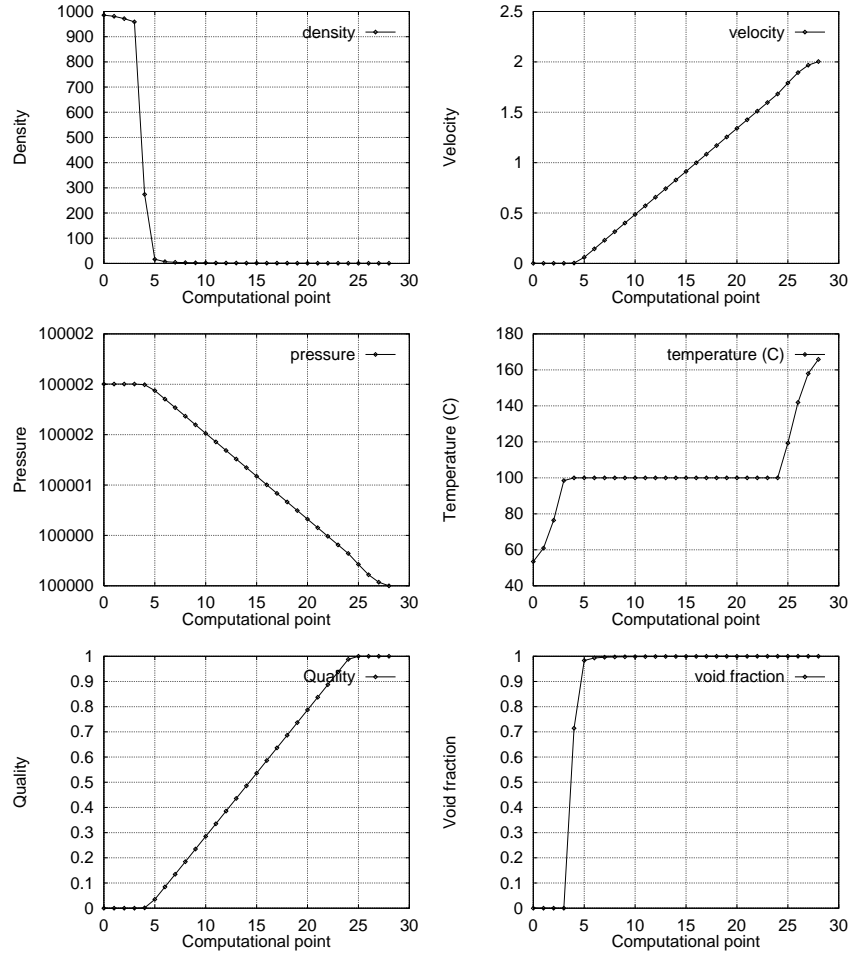 1000
900
800
700
600
500
400
300
200
100
0
0 5 10 15 20 25 30
Density
Computational point
density
2.5
2
1.5
1
0.5
0
0 5 10 15 20 25 30
Velocity
Computational point
velocity
100002
100002
100002
100001
100000
100000
0 5 10 15 20 25 30
Pressure
Computational point
pressure
180
160
140
120
100
80
60
40
0 5 10 15 20 25 30
Temperature (C)
Computational point
temperature (C)
1
0.9
0.8
0.7
0.6
0.5
0.4
0.3
0.2
0.1
0
0 5 10 15 20 25 30
Quality
Computational point
Quality
1
0.9
0.8
0.7
0.6
0.5
0.4
0.3
0.2
0.1
0
0 5 10 15 20 25 30
Void fraction
Computational point
void fraction